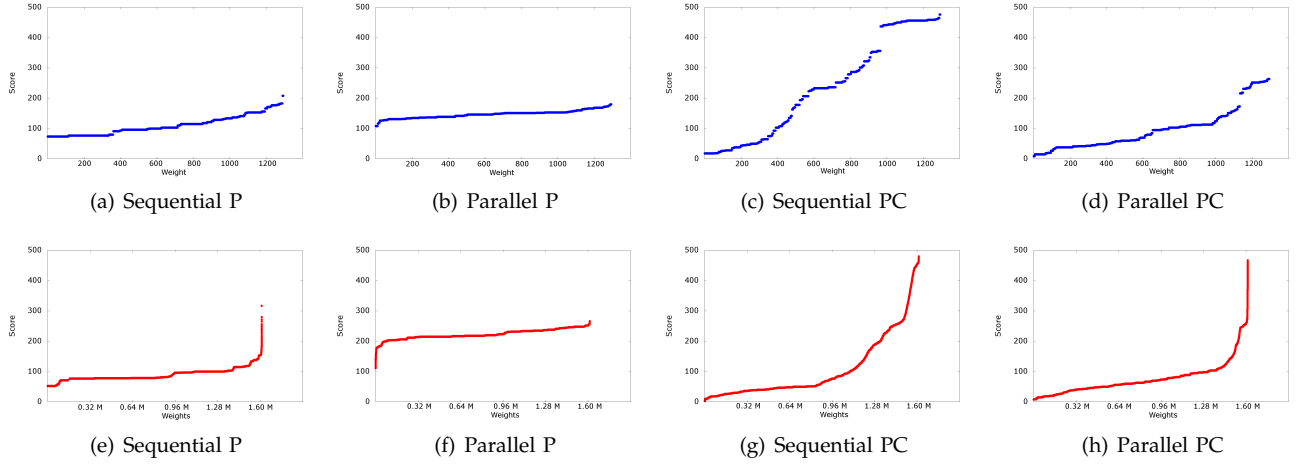 500
400
300
200
100
0
Score
200 400 600 800 1000 1200
Weight
(a) Sequential P
500
400
300
200
100
0
Score
200 400 600 800 1000 1200
Weight
(b) Parallel P
500
400
300
200
100
0
Score
200 400 600 800 1000 1200
Weight
(c) Sequential PC
500
400
300
200
100
0
Score
200 400 600 800 1000 1200
Weight
(d) Parallel PC
500
400
300
200
100
0
Score
0.32 M 0.64 M 0.96 M 1.28 M 1.60 M
Weights
(e) Sequential P
500
400
300
200
100
0
Score
0.32 M 0.64 M 0.96 M 1.28 M 1.60 M
Weights
(f) Parallel P
500
400
300
200
100
0
Score
0.32 M 0.64 M 0.96 M 1.28 M 1.60 M
Weights
(g) Sequential PC
500
400
300
200
100
0
Score
0.32 M 0.64 M 0.96 M 1.28 M 1.60 M
Weights
(h) Parallel PC